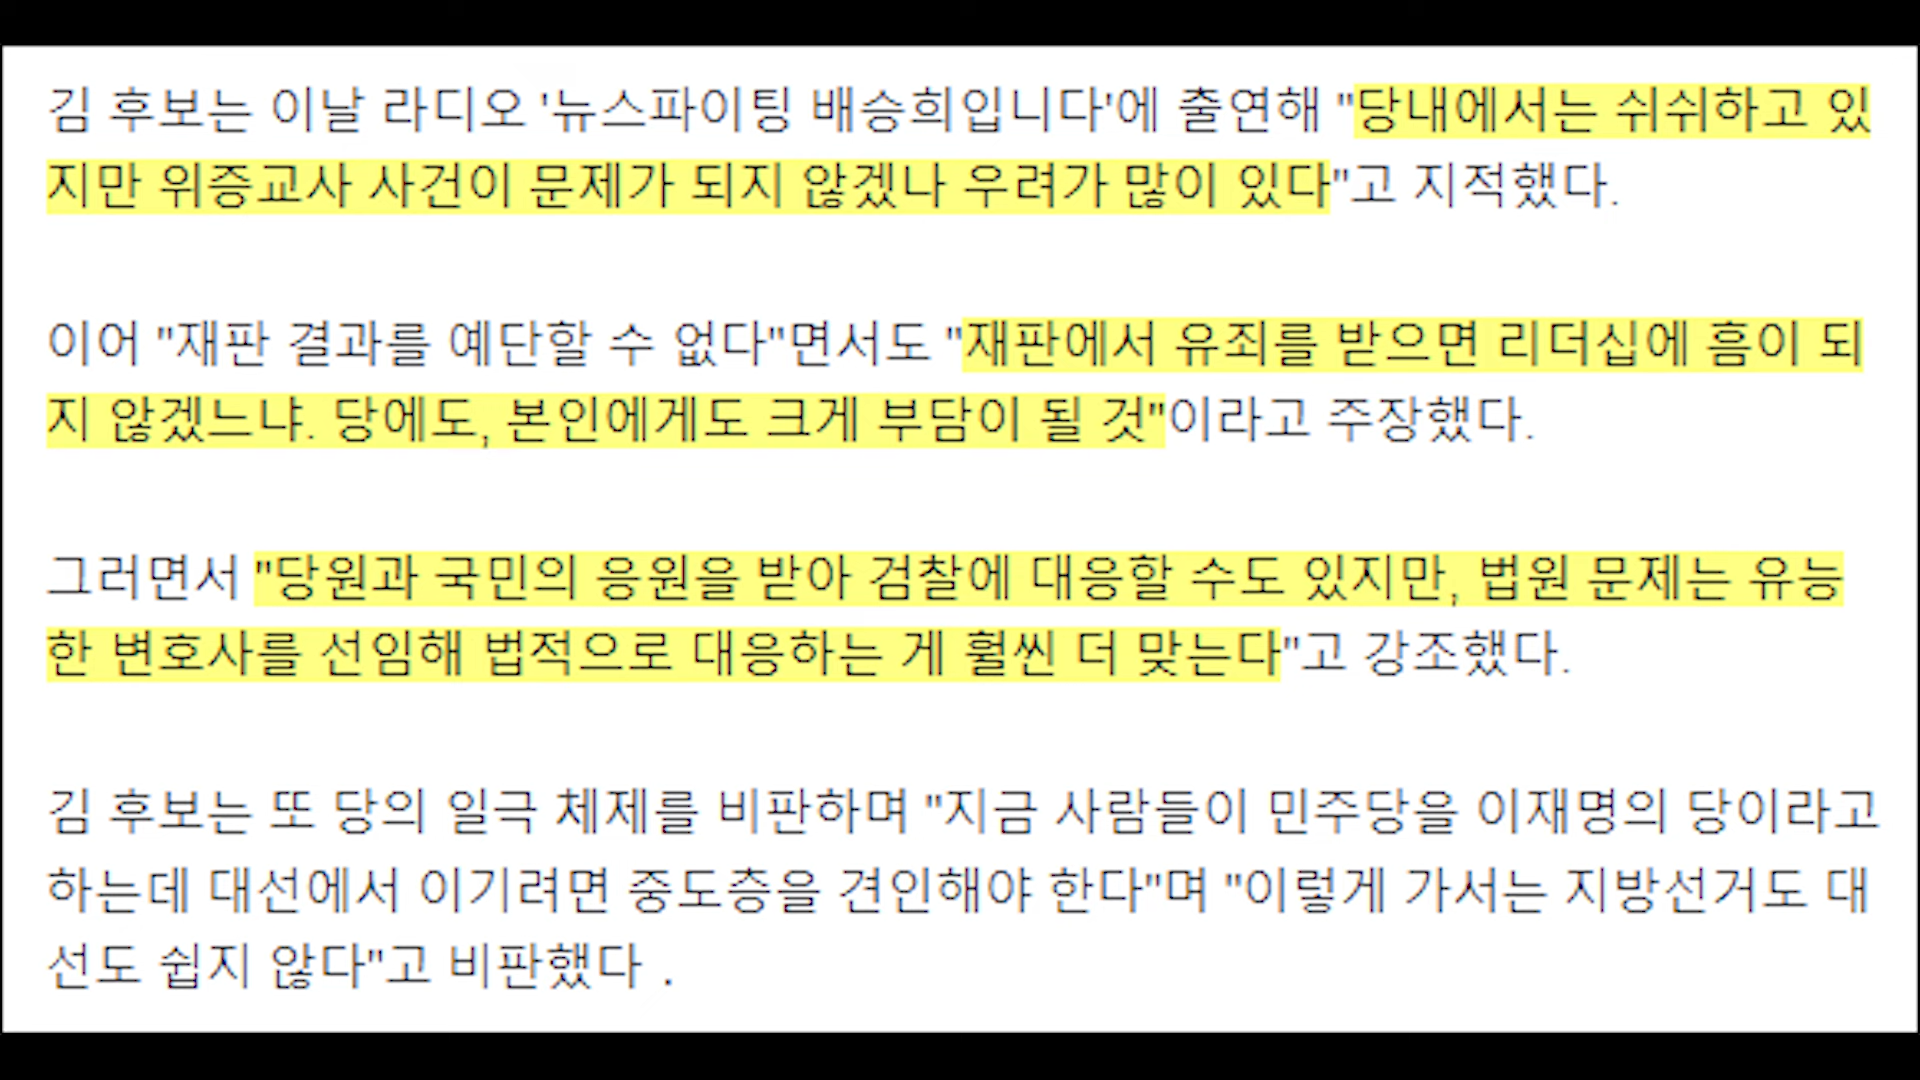 김 후보는 이날 라디오 '뉴스파이팅 배승희입니다'에 출연해 "당내에서는 쉬쉬하고 있
지만 위증교사 사건이 문제가 되지 않겠나 우려가 많이 있다"고 지적했다.
이어 "재판 결과를 예단할 수 없다"면서도 "재판에서 유죄를 받으면 리더십에 흠이 되
지 않겠느냐. 당에도, 본인에게도 크게 부담이 될 것"이라고 주장했다.
그러면서 "당원과 국민의 응원을 받아 검찰에 대응할 수도 있지만, 법원 문제는 유능
한 변호사를 선임해 법적으로 대응하는 게 훨씬 더 맞는다"고 강조했다.
김 후보는 또 당의 일극 체제를 비판하며 "지금 사람들이 민주당을 이재명의 당이라고
하는데 대선에서 이기려면 중도층을 견인해야 한다"며 "이렇게 가서는 지방선거도 대
선도 쉽지 않다"고 비판했다 .